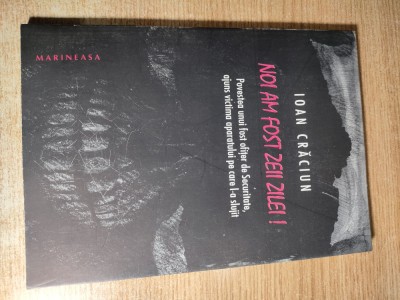 MARINEASA
IOAN CRĂCIUN
NOI AM FOST ZEII ZILEI !
Povestea unui fost ofiţer de Securitate,
ajuns victima aparatului pe care l-a slujit